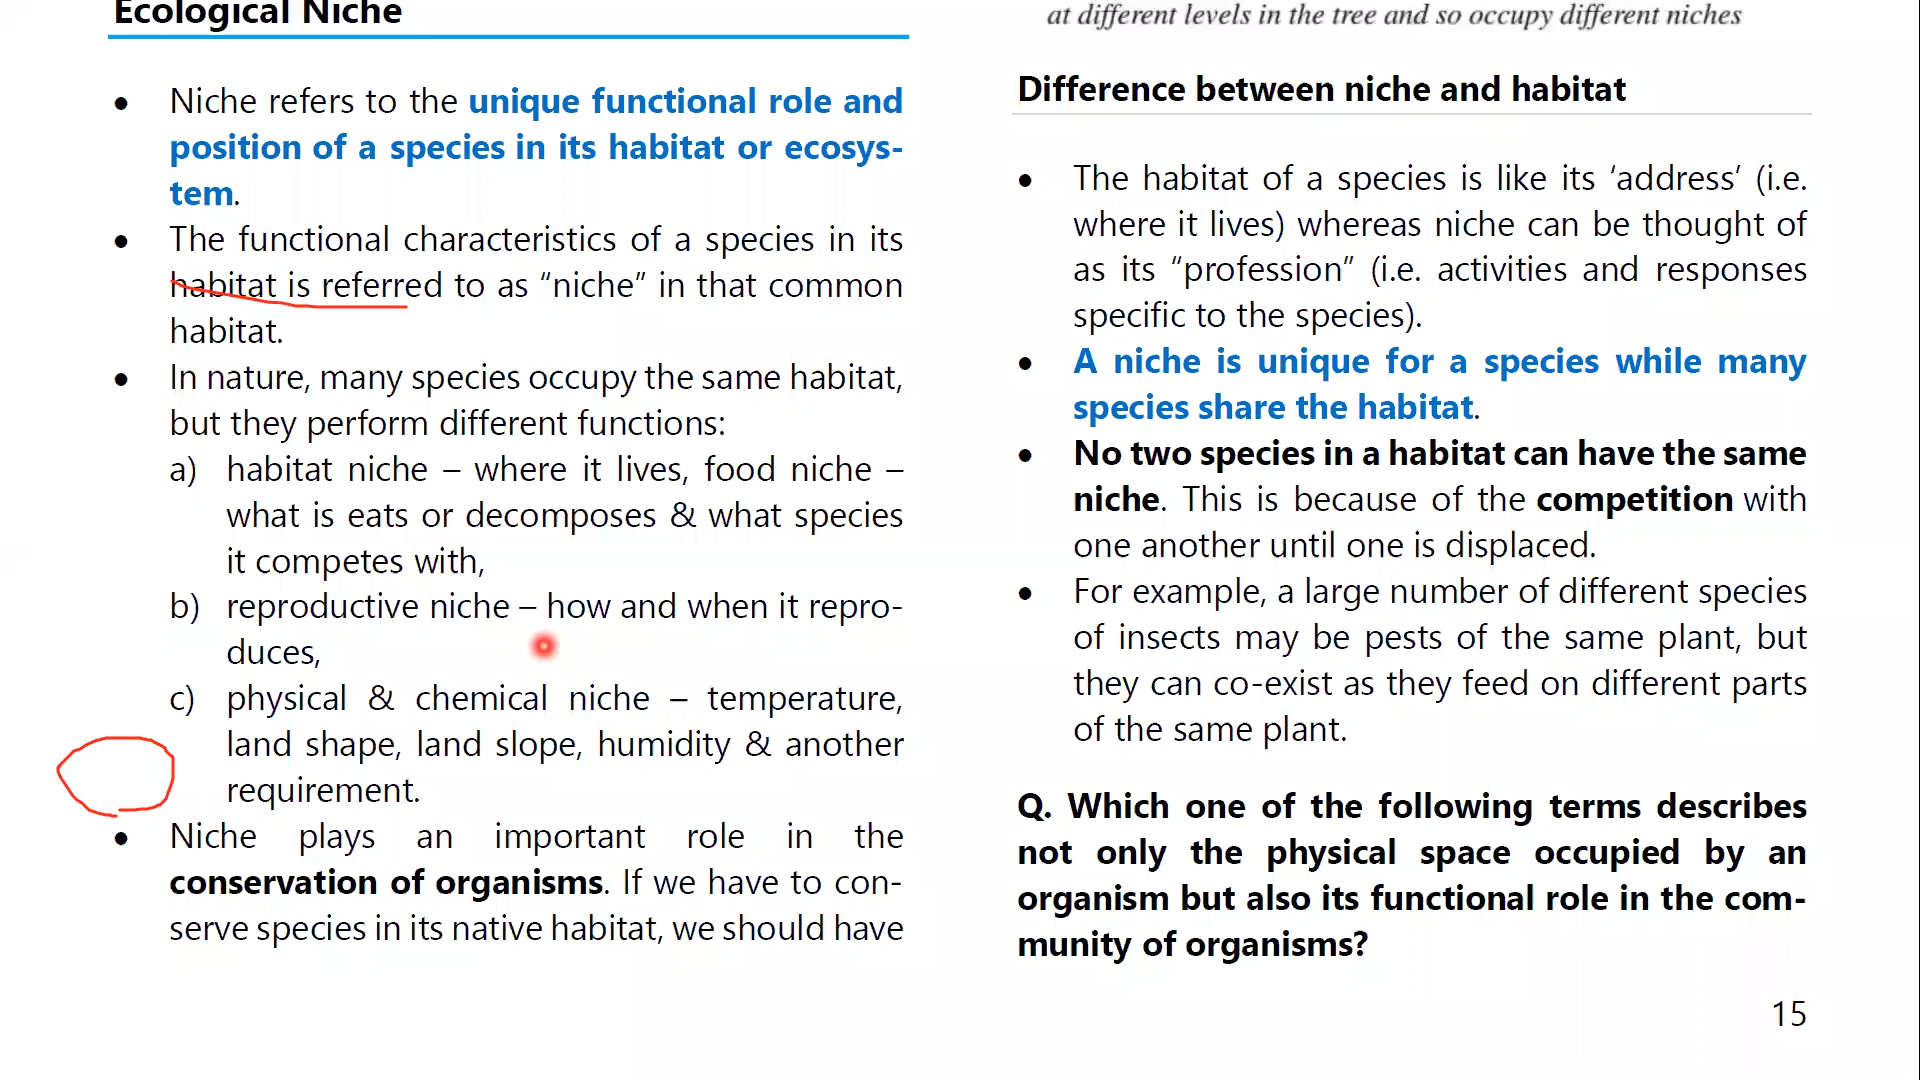 Ecological Niche
• Niche refers to the unique functional role and
position of a species in its habitat or ecosys-
tem.
• The functional characteristics of a species in its
habitat is referred to as “niche” in that common
habitat.
• In nature, many species occupy the same habitat,
but they perform different functions:
a) habitat niche – where it lives, food niche –
what is eats or decomposes & what species
it competes with,
b) reproductive niche – how and when it repro-
duces,
c) physical & chemical niche – temperature,
land shape, land slope, humidity & another
requirement.
• Niche plays an important role in the
conservation of organisms. If we have to con-
serve species in its native habitat, we should have
at different levels in the tree and so occupy different niches
Difference between niche and habitat
• The habitat of a species is like its ‘address’ (i.e.
where it lives) whereas niche can be thought of
as its “profession” (i.e. activities and responses
specific to the species).
• A niche is unique for a species while many
species share the habitat.
• No two species in a habitat can have the same
niche. This is because of the competition with
one another until one is displaced.
• For example, a large number of different species
of insects may be pests of the same plant, but
they can co-exist as they feed on different parts
of the same plant.
Q. Which one of the following terms describes
not only the physical space occupied by an
organism but also its functional role in the com-
munity of organisms?
15